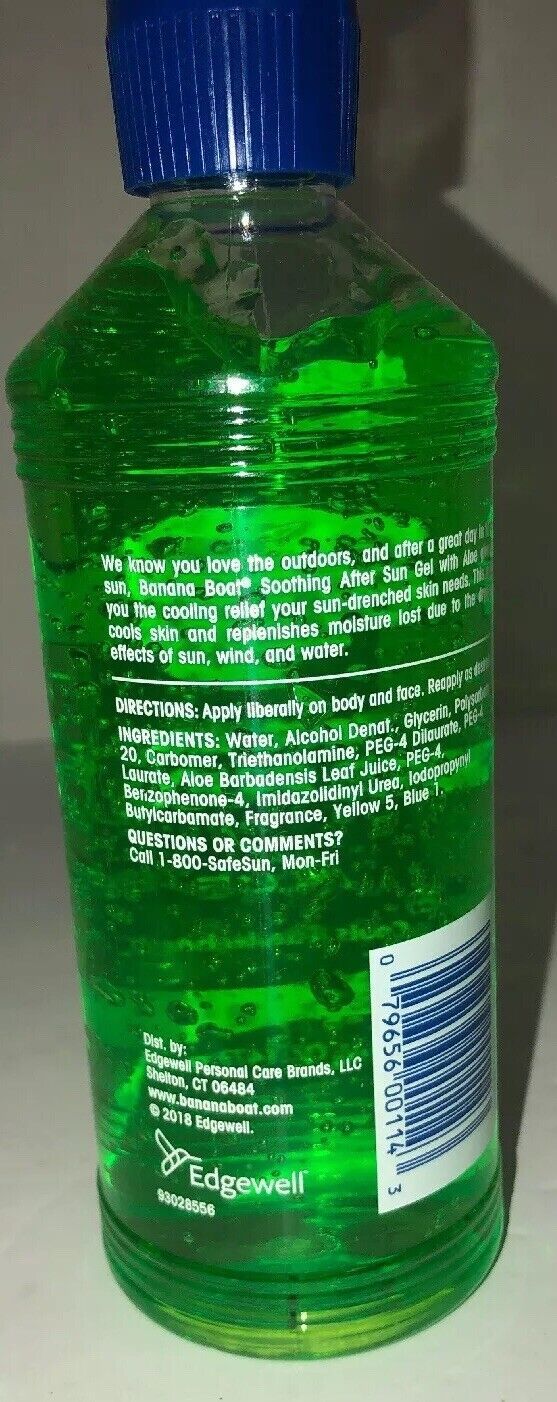 We know you love the outdoors, and after a great day in
sun, Banana Boat® Soothing After Sun Gel with Aloe
you the cooling relief your sun-drenched skin needs.
cools skin and replenishes moisture lost due to the
effects of sun, wind, and water.
DIRECTIONS: Apply liberally on body and face. Reapply as
INGREDIENTS: Water, Alcohol Denat., Glycerin,
20, Carbomer, Triethanolamine, PEG-4 Dilaurate, PEG-4
Laurate, Aloe Barbadensis Leaf Juice, PEG-4,
Benzophenone-4, Imidazolidinyl Urea, Iodopropynyl
Butylcarbamate, Fragrance, Yellow 5, Blue 1.
QUESTIONS OR COMMENTS?
Call 1-800-SafeSun, Mon-Fri
Dist. by:
Edgewell Personal Care Brands, LLC
Shelton, CT 06484
www.bananaboat.com
© 2018 Edgewell.
Edgewell™
93028556
0 79656 00114 3